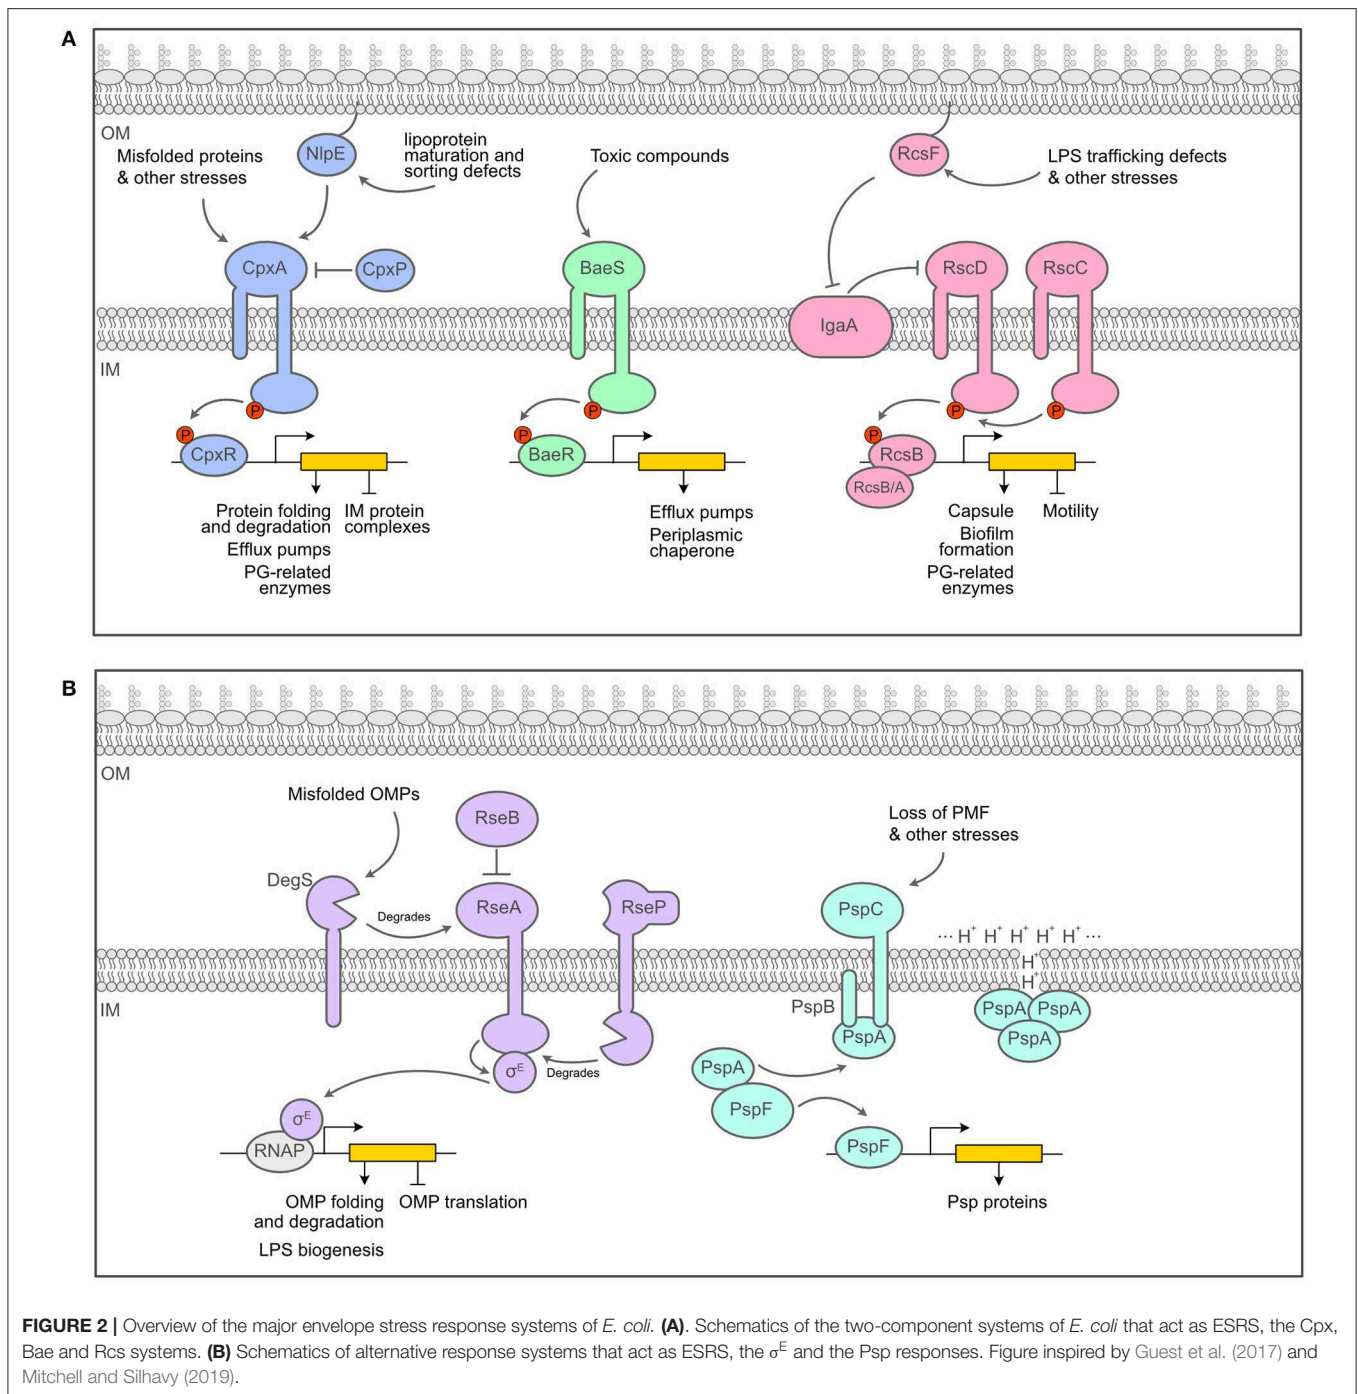 A
OM
Misfolded proteins
& other stresses
NlpE
lipoprotein
maturation and
sorting defects
Toxic compounds
RcsF
LPS trafficking defects
& other stresses
CpxA
CpxP
BaeS
RscD
RscC
IgaA
IM
P
P
P
P
P
P
P
CpxR
BaeR
RcsB
RcsB/A
Protein folding
and degradation
Efflux pumps
PG-related
enzymes
IM protein
complexes
Efflux pumps
Periplasmic
chaperone
Capsule
Biofilm
formation
PG-related
enzymes
Motility
B
OM
Misfolded OMPs
RseB
Loss of PMF
& other stresses
DegS
Degrades
RseA
RseP
PspC
··· H⁺ H⁺ H⁺ H⁺ H⁺ ···
H⁺
H⁺
IM
PspB
PspA
PspA PspA
PspA
σᴱ
Degrades
PspA
PspF
σᴱ
RNAP
PspF
OMP folding
and degradation
LPS biogenesis
OMP translation
Psp proteins
FIGURE 2 | Overview of the major envelope stress response systems of E. coli. (A). Schematics of the two-component systems of E. coli that act as ESRS, the Cpx,
Bae and Rcs systems. (B) Schematics of alternative response systems that act as ESRS, the σᴱ and the Psp responses. Figure inspired by Guest et al. (2017) and
Mitchell and Silhavy (2019).